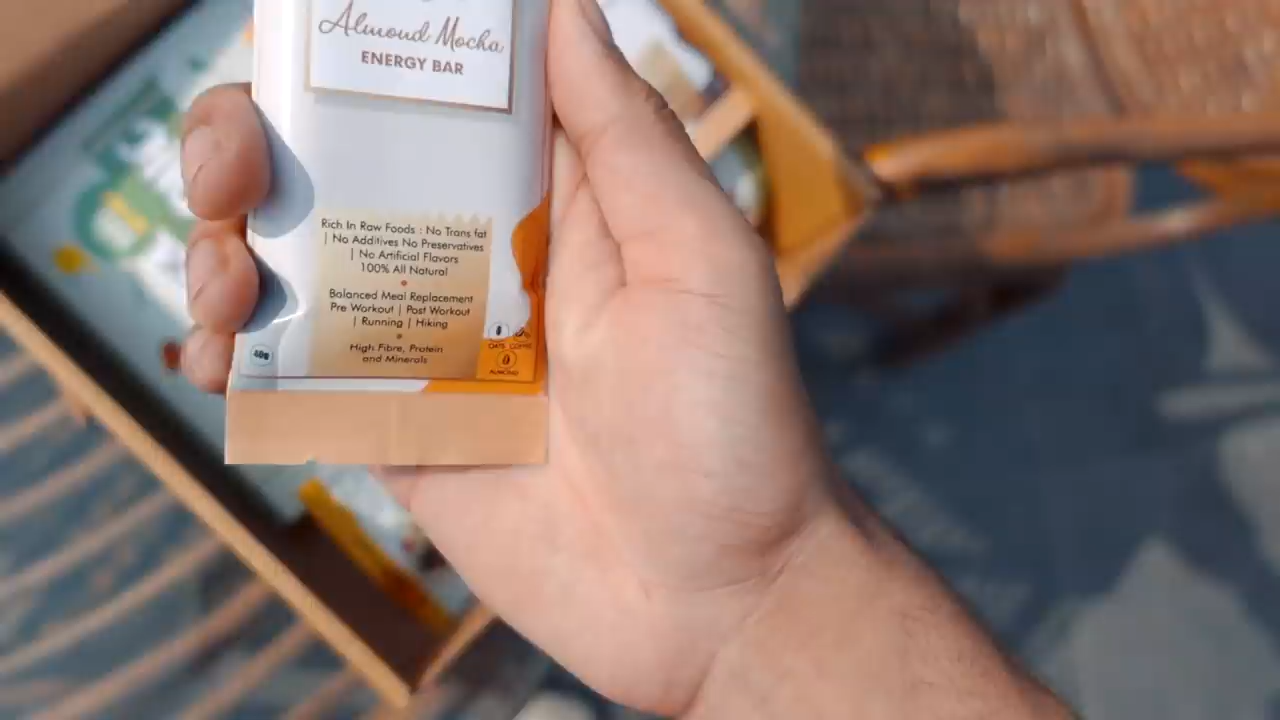 Almond Mocha
ENERGY BAR
Rich In Raw Foods : No Trans fat
| No Additives No Preservatives
| No Artificial Flavors
100% All Natural
Balanced Meal Replacement
Pre Workout | Post Workout
| Running | Hiking
High Fibre, Protein
and Minerals
OATS COFFEE
ALMOND